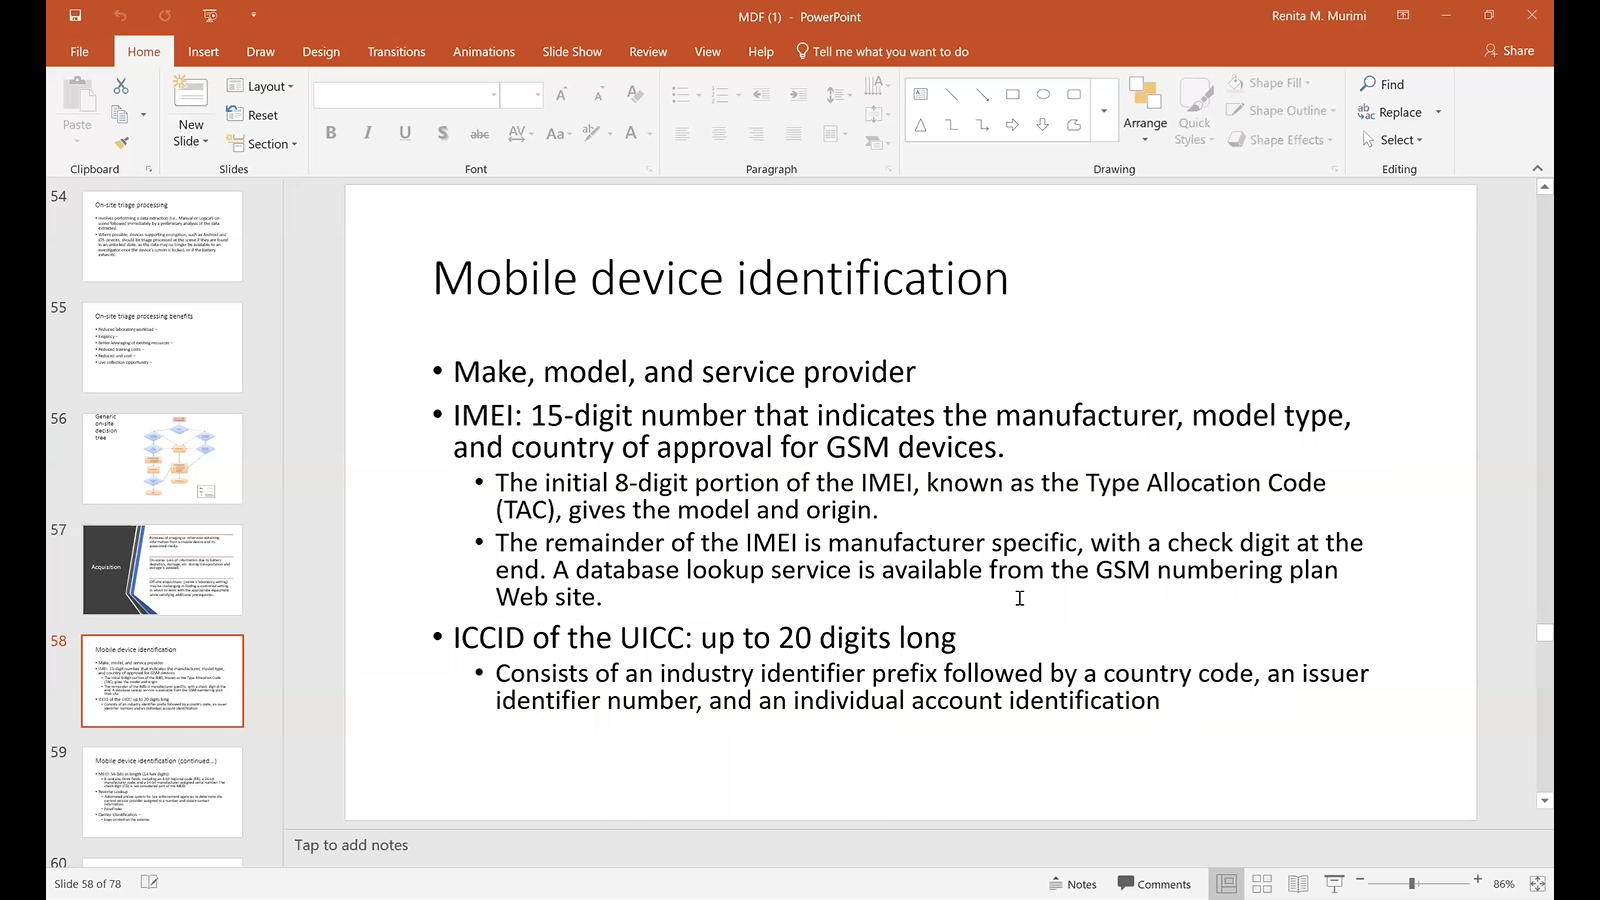 MDF (1) - PowerPoint
Renita M. Murimi
File Home Insert Draw Design Transitions Animations Slide Show Review View Help Tell me what you want to do Share
Paste
New
Slide
Layout
Reset
Section
B I U S abc AV Aa A
Arrange
Quick
Styles
Shape Fill
Shape Outline
Shape Effects
Find
Replace
Select
Clipboard Slides Font Paragraph Drawing Editing
54
On-site triage processing
55
On-site triage processing benefits
56
Generic
on-site
decision
tree
57
Acquisition
58
Mobile device identification
59
Mobile device identification (continued...)
60
Mobile device identification
• Make, model, and service provider
• IMEI: 15-digit number that indicates the manufacturer, model type,
and country of approval for GSM devices.
• The initial 8-digit portion of the IMEI, known as the Type Allocation Code
(TAC), gives the model and origin.
• The remainder of the IMEI is manufacturer specific, with a check digit at the
end. A database lookup service is available from the GSM numbering plan
Web site.
• ICCID of the UICC: up to 20 digits long
• Consists of an industry identifier prefix followed by a country code, an issuer
identifier number, and an individual account identification
Tap to add notes
Slide 58 of 78
Notes Comments 86%